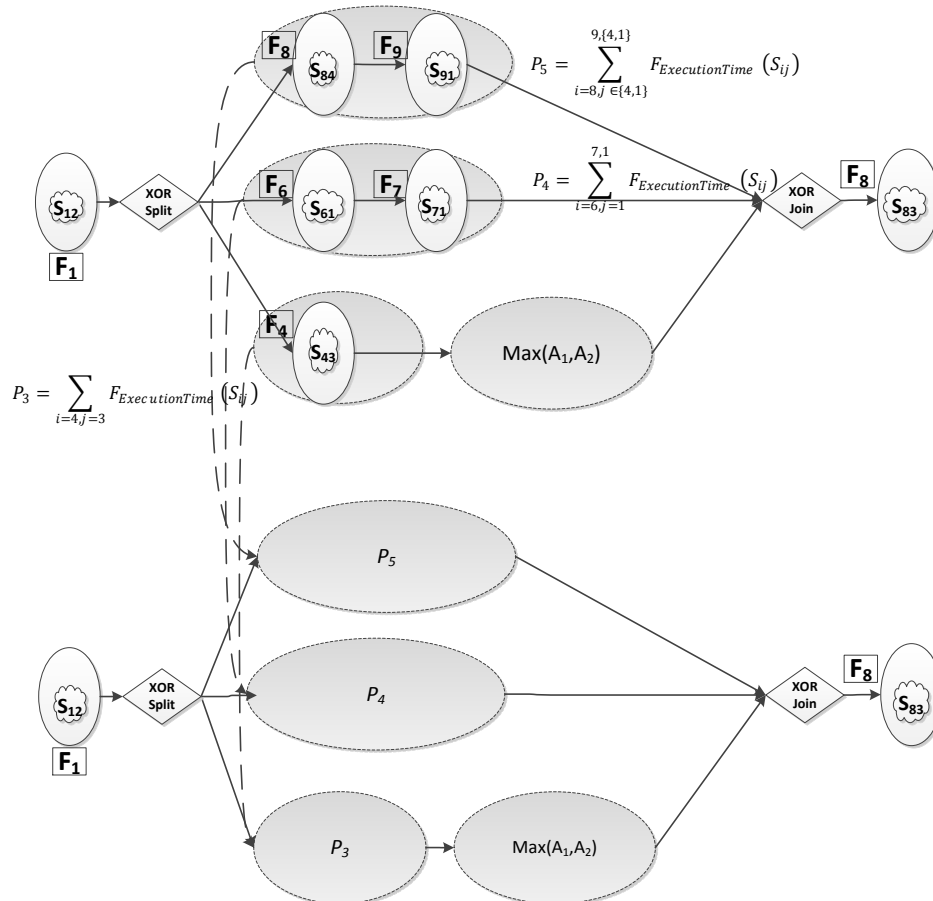 F₈ F₉
S₈₄ S₉₁
9,{4,1}
P₅ = ∑ F_ExecutionTime (S_ij)
i=8,j ∈{4,1}
F₆ F₇
S₆₁ S₇₁
7,1
P₄ = ∑ F_ExecutionTime (S_ij)
i=6,j=1
S₁₂
XOR
Split
F₁
XOR
Join
F₈
S₈₃
F₄
S₄₃
Max(A₁,A₂)
P₃ = ∑ F_ExecutionTime (S_ij)
i=4,j=3
P₅
S₁₂
XOR
Split
F₁
P₄
XOR
Join
F₈
S₈₃
P₃
Max(A₁,A₂)